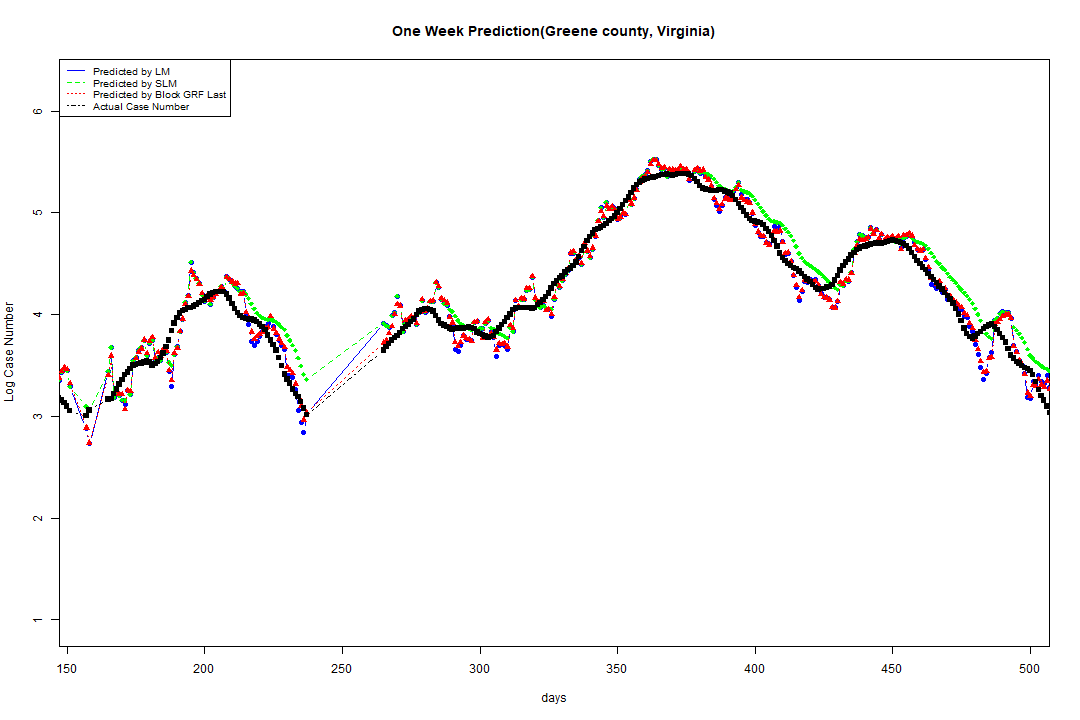 One Week Prediction(Greene county, Virginia)
Predicted by LM
Predicted by SLM
Predicted by Block GRF Last
Actual Case Number
6
5
4
3
2
1
Log Case Number
150 200 250 300 350 400 450 500
days